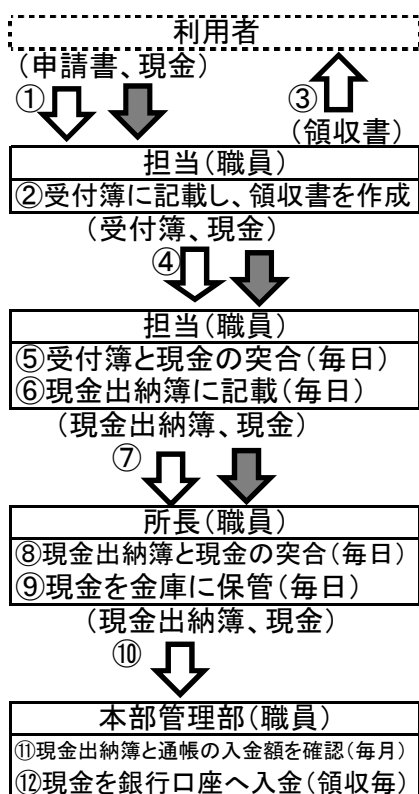 利用者
(申請書、現金)
① ③
(領収書)
担当(職員)
②受付簿に記載し、領収書を作成
(受付簿、現金)
④
担当(職員)
⑤受付簿と現金の突合(毎日)
⑥現金出納簿に記載(毎日)
(現金出納簿、現金)
⑦
所長(職員)
⑧現金出納簿と現金の突合(毎日)
⑨現金を金庫に保管(毎日)
(現金出納簿、現金)
⑩
本部管理部(職員)
⑪現金出納簿と通帳の入金額を確認(毎月)
⑫現金を銀行口座へ入金(領収毎)